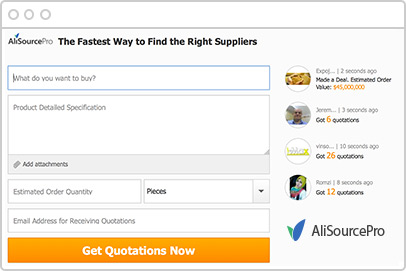 AliSourcePro The Fastest Way to Find the Right Suppliers
What do you want to buy?
Product Detailed Specification
Add attachments
Estimated Order Quantity
Pieces
Email Address for Receiving Quotations
Get Quotations Now
Expoj... | 2 seconds ago
Made a Deal. Estimated Order
Value: $45,000,000
Jerem... | 3 seconds ago
Got 6 quotations
vinso... | 10 seconds ago
Got 26 quotations
Romzi | 8 seconds ago
Got 12 quotations
AliSourcePro